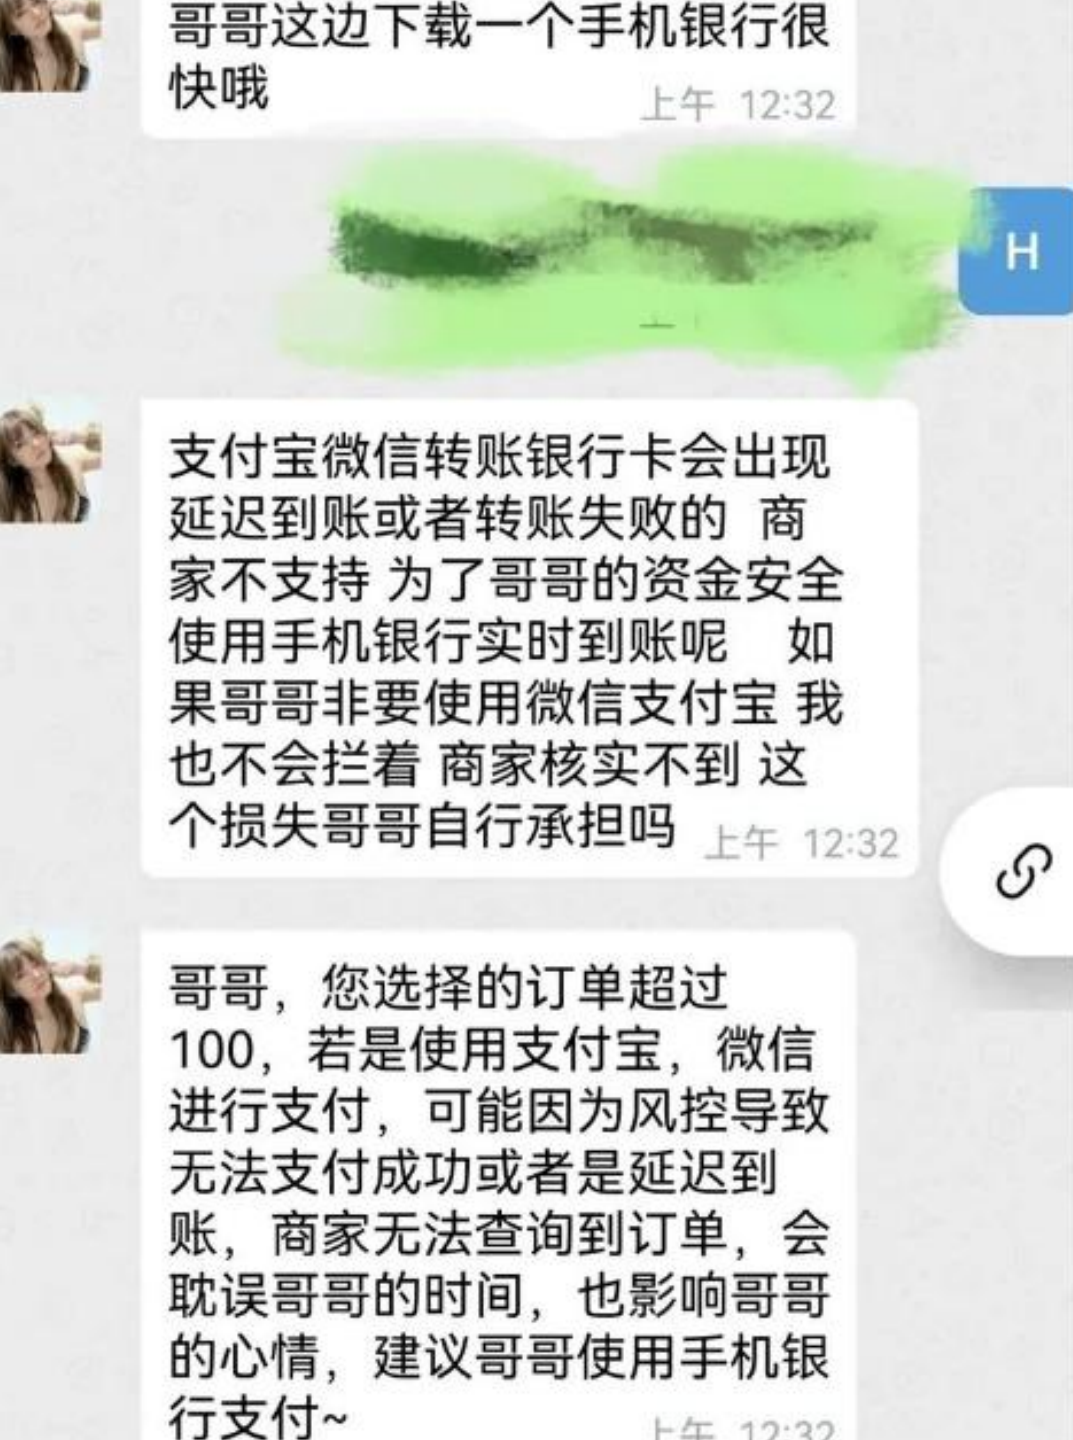 哥哥这边下载一个手机银行很
快哦
上午 12:32
H
支付宝微信转账银行卡会出现
延迟到账或者转账失败的 商
家不支持 为了哥哥的资金安全
使用手机银行实时到账呢 如
果哥哥非要使用微信支付宝 我
也不会拦着 商家核实不到 这
个损失哥哥自行承担吗
上午 12:32
哥哥，您选择的订单超过
100，若是使用支付宝，微信
进行支付，可能因为风控导致
无法支付成功或者是延迟到
账，商家无法查询到订单，会
耽误哥哥的时间，也影响哥哥
的心情，建议哥哥使用手机银
行支付~
上午 12:32